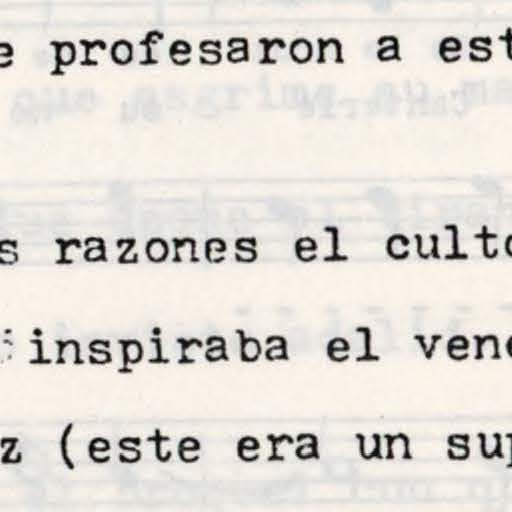 e profesaron a est
s razones el culto
inspiraba el vene
z (este era un sup